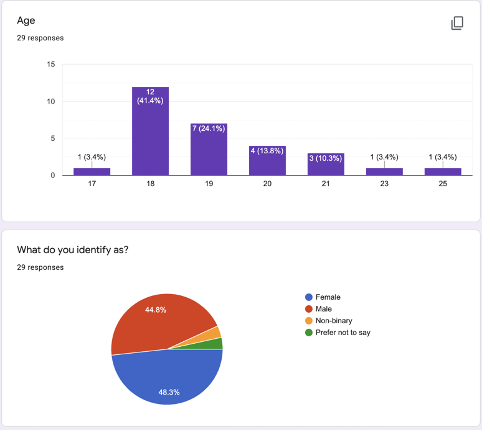 Age
29 responses
15
10
5
0
1 (3.4%)
12
(41.4%)
7 (24.1%)
4 (13.8%)
3 (10.3%)
1 (3.4%)
1 (3.4%)
17 18 19 20 21 23 25
What do you identify as?
29 responses
44.8%
48.3%
Female
Male
Non-binary
Prefer not to say